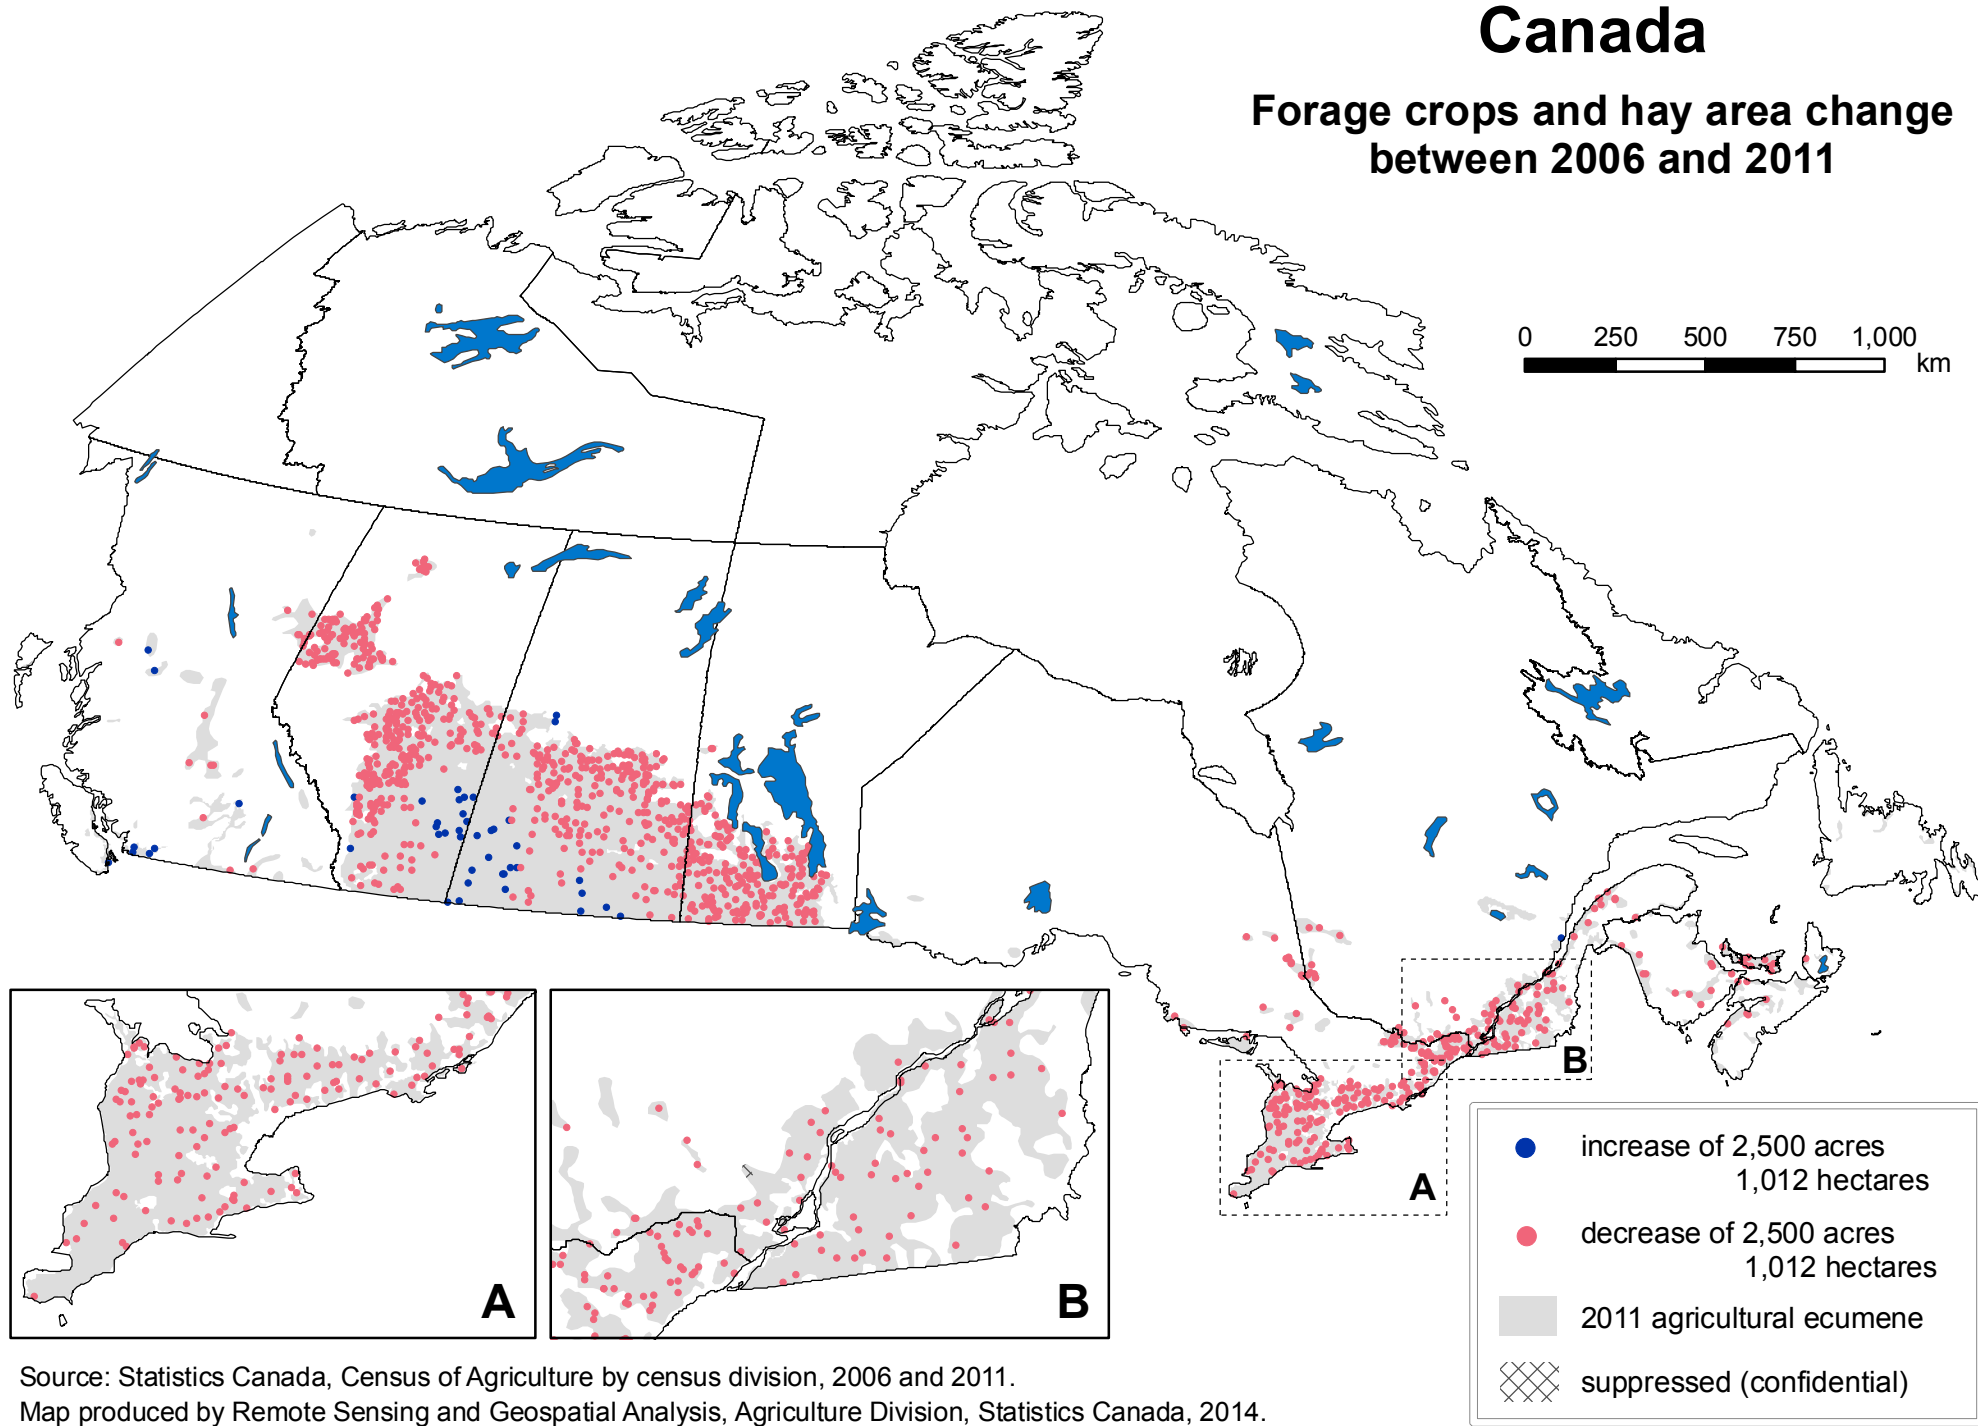 Canada
Forage crops and hay area change
between 2006 and 2011
0 250 500 750 1,000
km
B
A
A
B
increase of 2,500 acres
1,012 hectares
decrease of 2,500 acres
1,012 hectares
2011 agricultural ecumene
suppressed (confidential)
Source: Statistics Canada, Census of Agriculture by census division, 2006 and 2011.
Map produced by Remote Sensing and Geospatial Analysis, Agriculture Division, Statistics Canada, 2014.